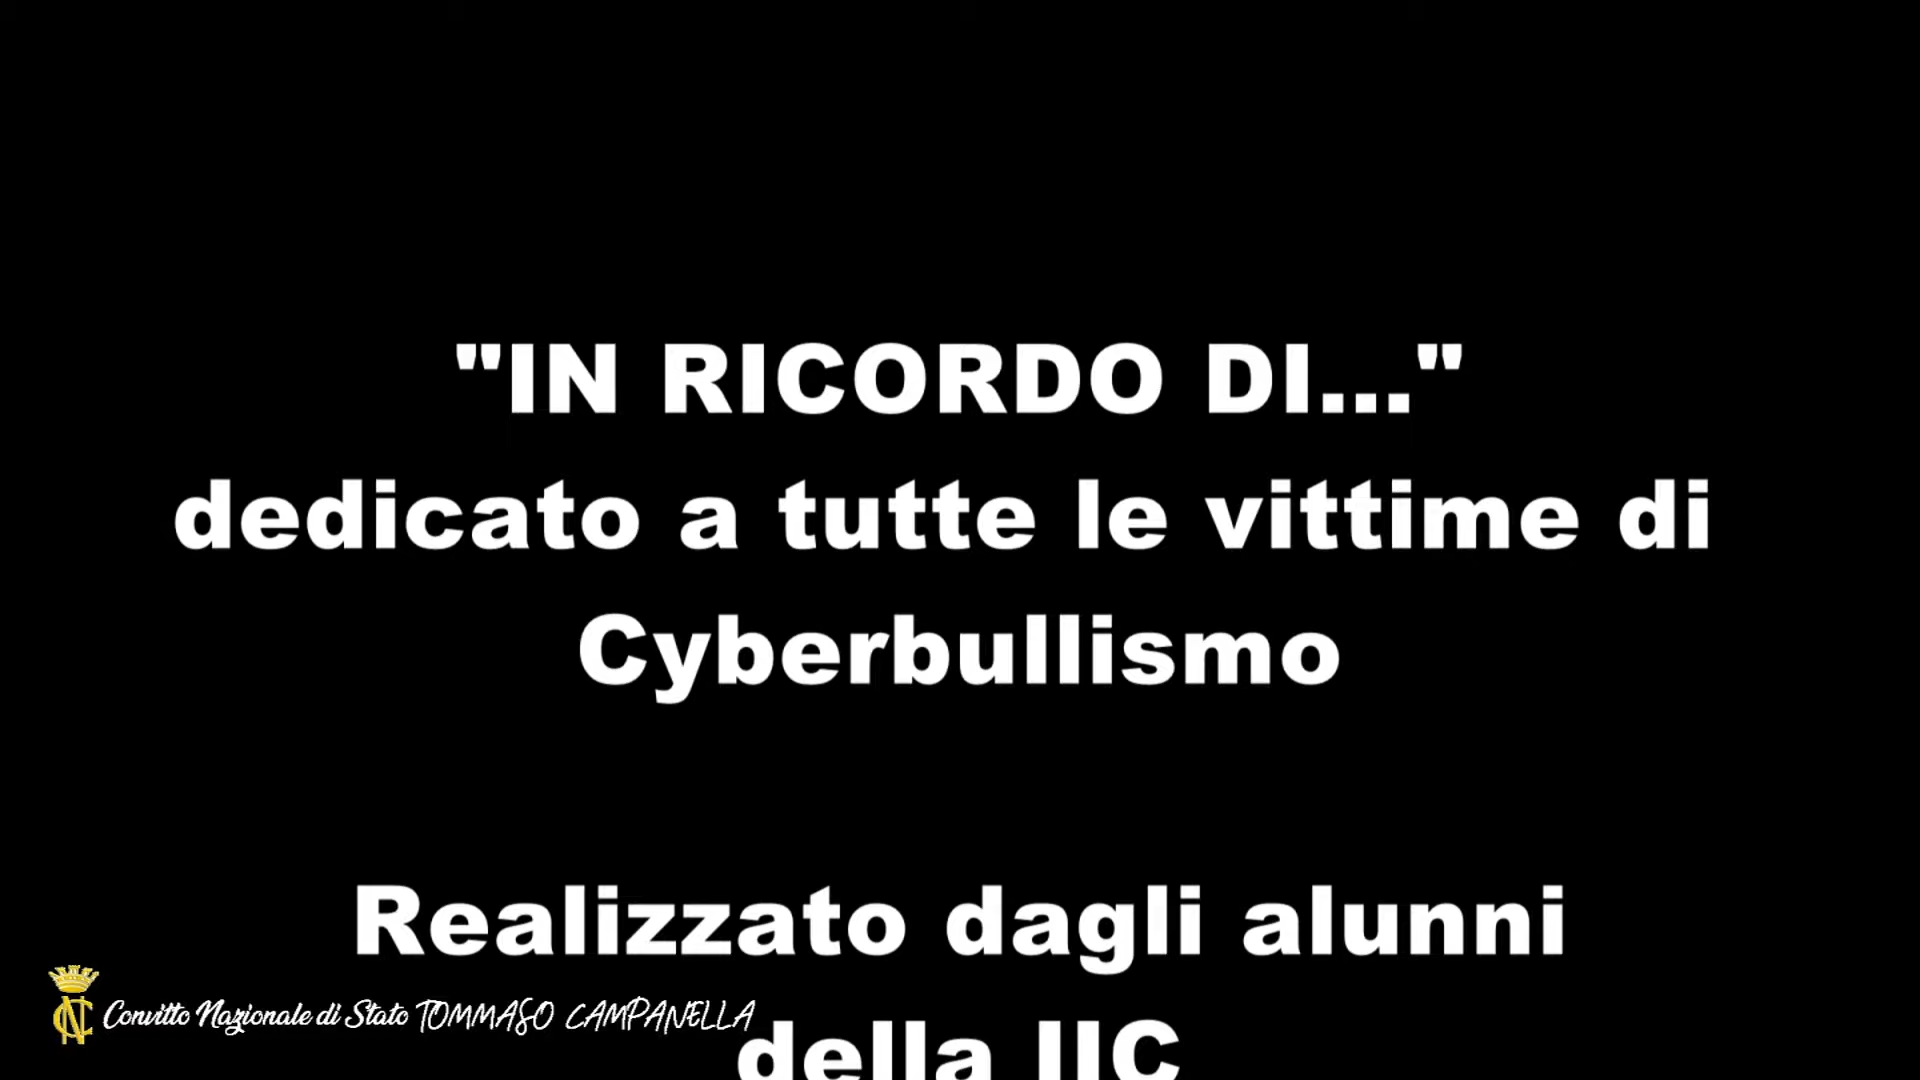 "IN RICORDO DI..."
dedicato a tutte le vittime di
Cyberbullismo
Realizzato dagli alunni
della IIC
Convitto Nazionale di Stato TOMMASO CAMPANELLA